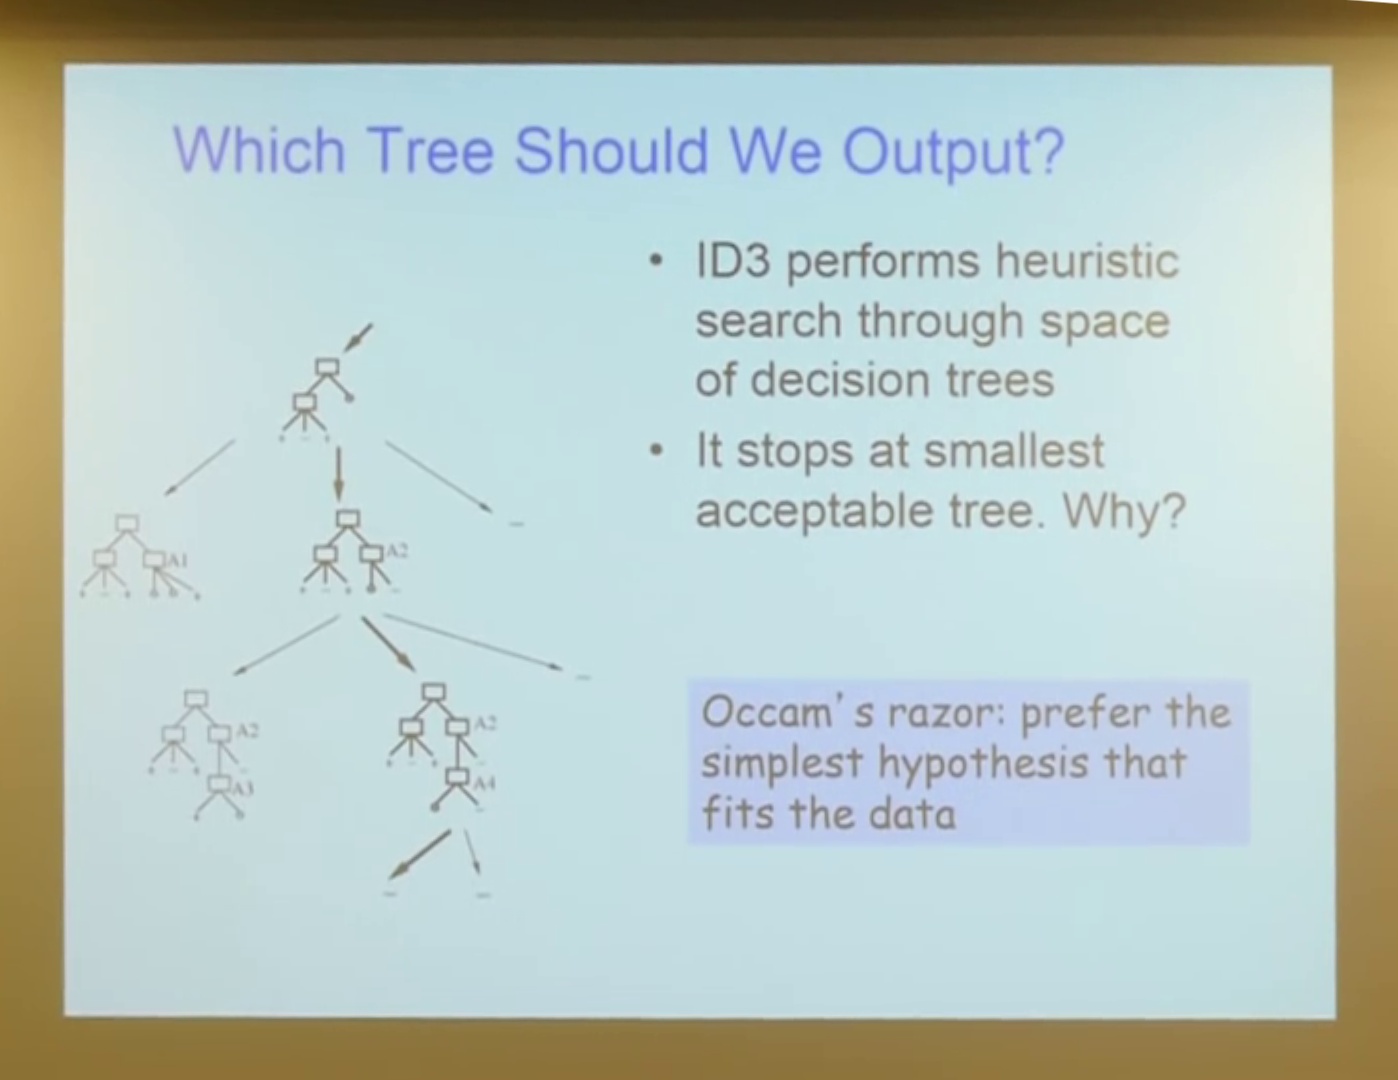 Which Tree Should We Output?
• ID3 performs heuristic
search through space
of decision trees
• It stops at smallest
acceptable tree. Why?
A1
A2
A2
A3
A2
A4
Occam's razor: prefer the
simplest hypothesis that
fits the data